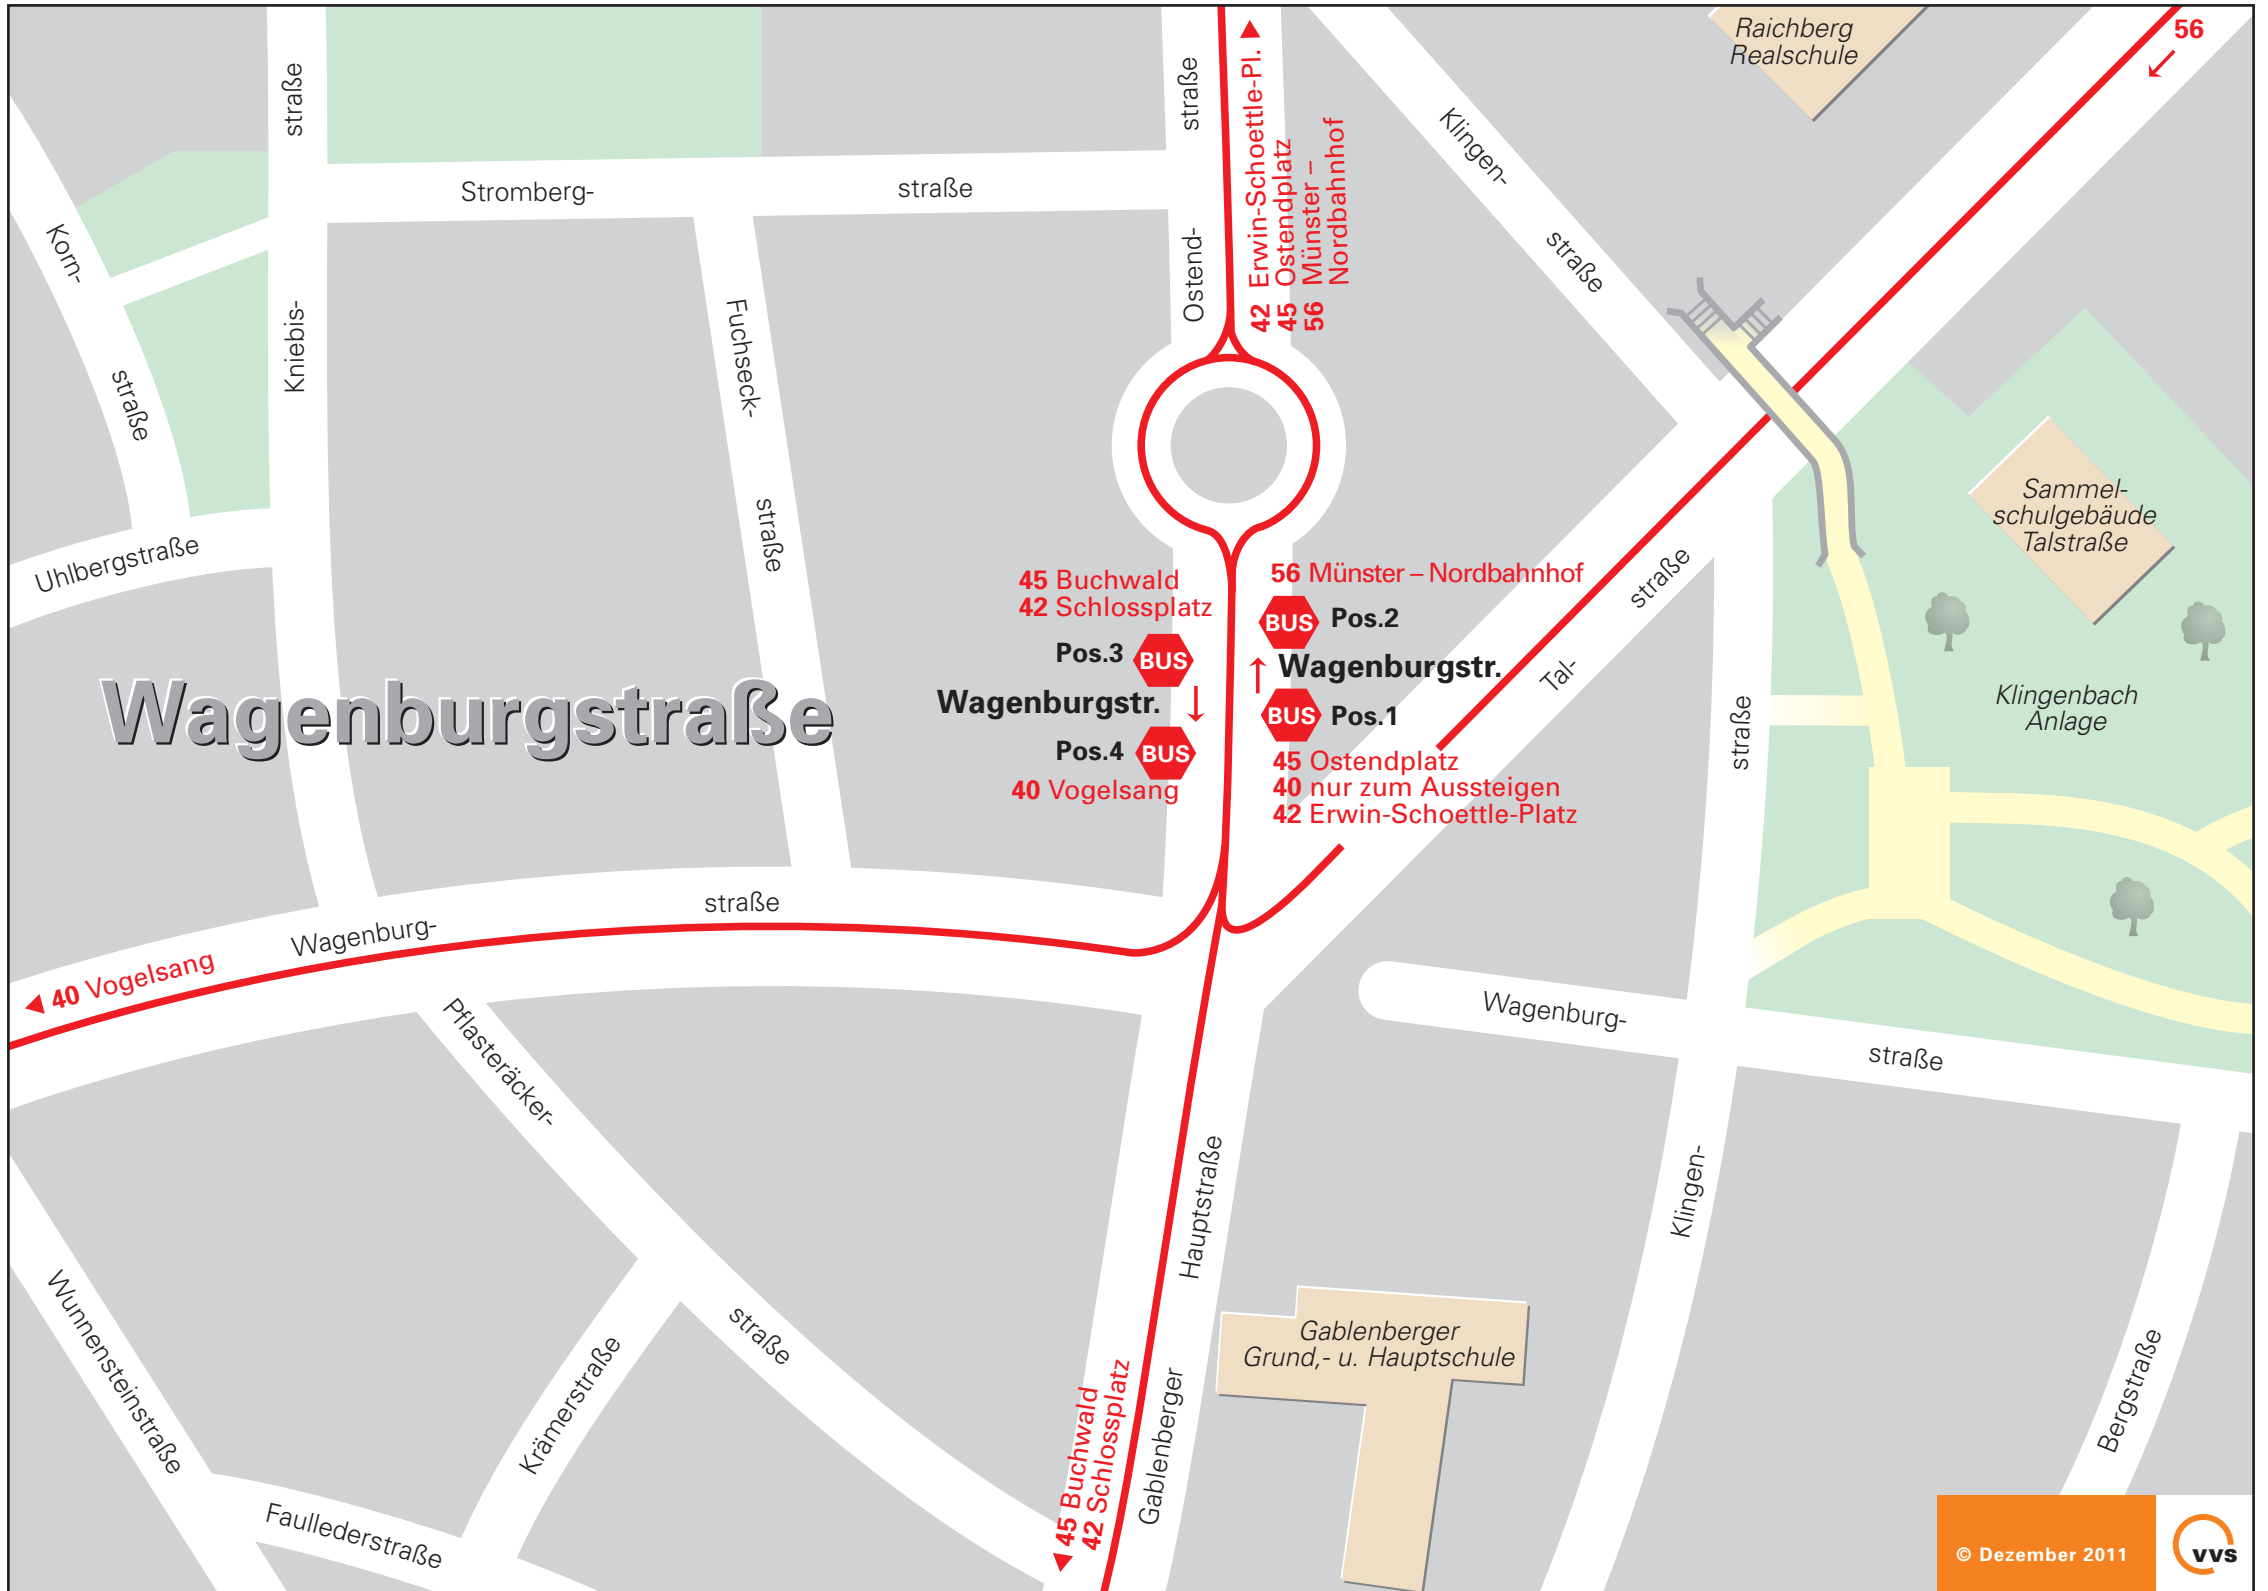 Raichberg
Realschule
56
straße
straße
42 Erwin-Schoettle-Pl.
45 Ostendplatz
56 Münster –
Nordbahnhof
Klingen-
straße
Stromberg-
straße
Korn-
straße
Ostend-
Kniebis-
Fuchseck-
straße
Sammel-
schulgebäude
Talstraße
Uhlbergstraße
45 Buchwald
42 Schlossplatz
56 Münster – Nordbahnhof
straße
Tal-
Pos.3
BUS
BUS
Pos.2
Wagenburgstr.
Wagenburgstr.
Pos.4
BUS
BUS
Pos.1
40 Vogelsang
45 Ostendplatz
40 nur zum Aussteigen
42 Erwin-Schoettle-Platz
Wagenburgstraße
Klingenbach
Anlage
straße
Wagenburg-
straße
40 Vogelsang
Pflasteräcker-
straße
Wagenburg-
straße
Klingen-
Hauptstraße
Gablenberger
Gablenberger
Grund,- u. Hauptschule
Wunnensteinstraße
Krämerstraße
Faullederstraße
45 Buchwald
42 Schlossplatz
Bergstraße
© Dezember 2011
vvs